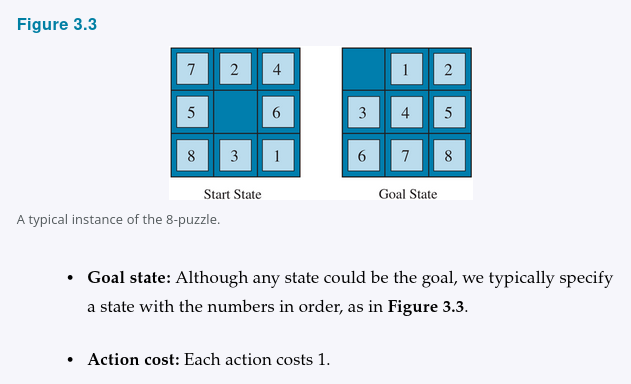 Figure 3.3
7 2 4 1 2
5 6 3 4 5
8 3 1 6 7 8
Start State Goal State
A typical instance of the 8-puzzle.
• Goal state: Although any state could be the goal, we typically specify
a state with the numbers in order, as in Figure 3.3.
• Action cost: Each action costs 1.